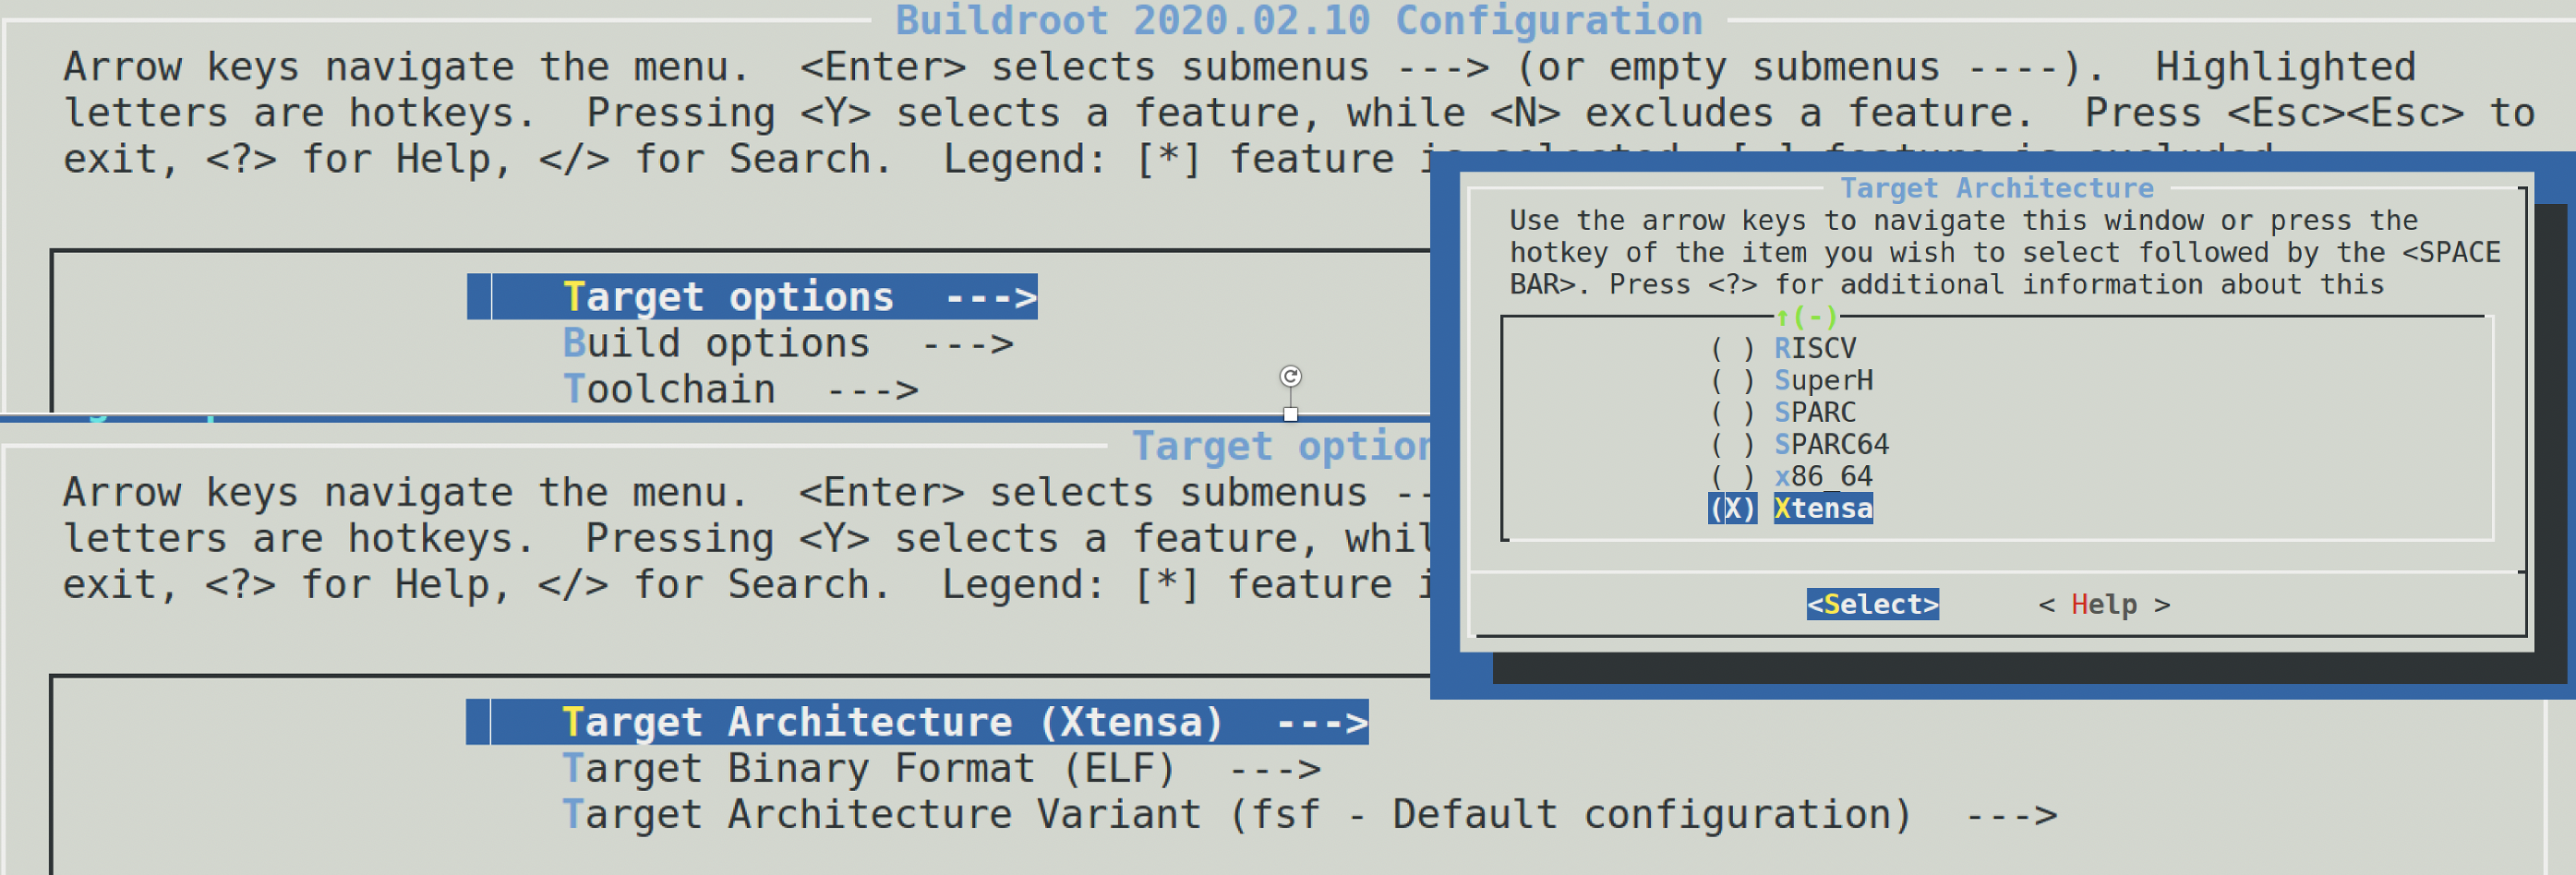 Buildroot 2020.02.10 Configuration
Arrow keys navigate the menu.  <Enter> selects submenus ---> (or empty submenus ----).  Highlighted
letters are hotkeys.  Pressing <Y> selects a feature, while <N> excludes a feature.  Press <Esc><Esc> to
exit, <?> for Help, </> for Search.  Legend: [*] feature is selected  [ ] feature is excluded
Target options  --->
Build options  --->
Toolchain  --->
Target option
Arrow keys navigate the menu.  <Enter> selects submenus --
letters are hotkeys.  Pressing <Y> selects a feature, whil
exit, <?> for Help, </> for Search.  Legend: [*] feature i
Target Architecture (Xtensa)  --->
Target Binary Format (ELF)  --->
Target Architecture Variant (fsf - Default configuration)  --->
Target Architecture
Use the arrow keys to navigate this window or press the
hotkey of the item you wish to select followed by the <SPACE
BAR>. Press <?> for additional information about this
↑(-)
( ) RISCV
( ) SuperH
( ) SPARC
( ) SPARC64
( ) x86_64
(X) Xtensa
<Select>
< Help >